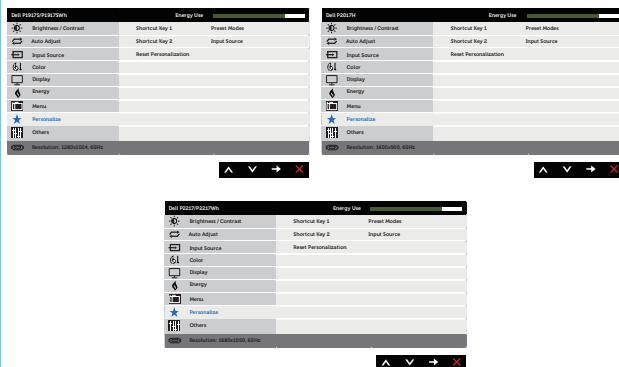 Dell P1917S/P1917SWh Energy Use
Brightness / Contrast Shortcut Key 1 Preset Modes
Auto Adjust Shortcut Key 2 Input Source
Input Source Reset Personalization
Color
Display
Energy
Menu
Personalize
Others
Resolution: 1280x1024, 60Hz
Dell P2017H Energy Use
Brightness / Contrast Shortcut Key 1 Preset Modes
Auto Adjust Shortcut Key 2 Input Source
Input Source Reset Personalization
Color
Display
Energy
Menu
Personalize
Others
Resolution: 1600x900, 60Hz
Dell P2217/P2217Wh Energy Use
Brightness / Contrast Shortcut Key 1 Preset Modes
Auto Adjust Shortcut Key 2 Input Source
Input Source Reset Personalization
Color
Display
Energy
Menu
Personalize
Others
Resolution: 1680x1050, 60Hz